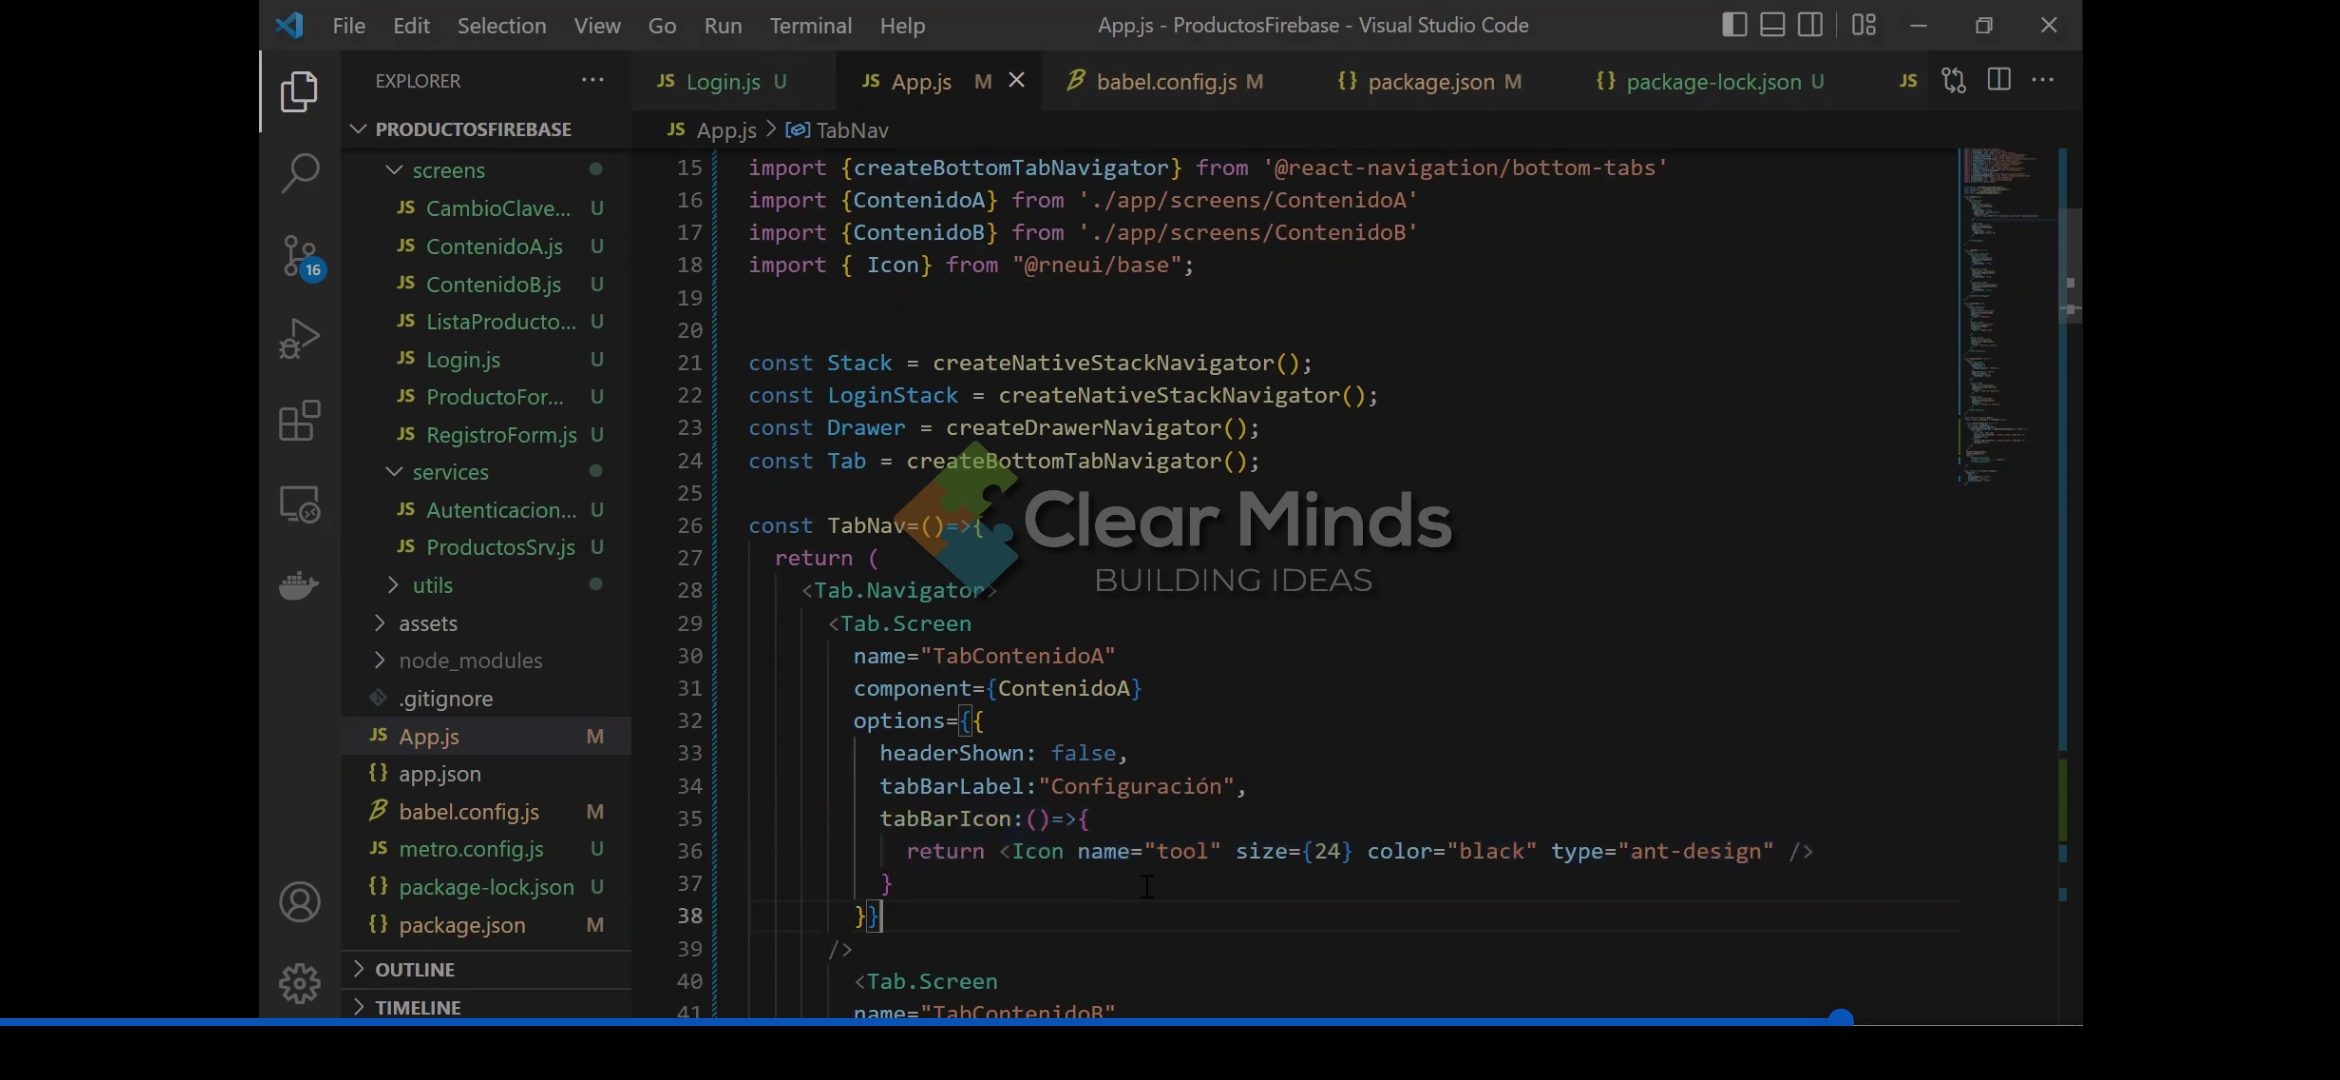 File Edit Selection View Go Run Terminal Help App.js - ProductosFirebase - Visual Studio Code
EXPLORER ··· JS Login.js U JS App.js M babel.config.js M {} package.json M {} package-lock.json U JS ···
PRODUCTOSFIREBASE
JS App.js > TabNav
screens
JS CambioClave... U
JS ContenidoA.js U
JS ContenidoB.js U
JS ListaProducto... U
JS Login.js U
JS ProductoFor... U
JS RegistroForm.js U
services
JS Autenticacion... U
JS ProductosSrv.js U
utils
assets
node_modules
.gitignore
JS App.js M
{} app.json
babel.config.js M
JS metro.config.js U
{} package-lock.json U
{} package.json M
OUTLINE
TIMELINE
16
15 import {createBottomTabNavigator} from '@react-navigation/bottom-tabs'
16 import {ContenidoA} from './app/screens/ContenidoA'
17 import {ContenidoB} from './app/screens/ContenidoB'
18 import { Icon} from "@rneui/base";
19
20
21 const Stack = createNativeStackNavigator();
22 const LoginStack = createNativeStackNavigator();
23 const Drawer = createDrawerNavigator();
24 const Tab = createBottomTabNavigator();
25
26 const TabNav=()=>{
27 return (
28 <Tab.Navigator>
29 <Tab.Screen
30 name="TabContenidoA"
31 component={ContenidoA}
32 options={{
33 headerShown: false,
34 tabBarLabel:"Configuración",
35 tabBarIcon:()=>{
36 return <Icon name="tool" size={24} color="black" type="ant-design" />
37 }
38 }}
39 />
40 <Tab.Screen
41 name="TabContenidoB"
Clear Minds
BUILDING IDEAS